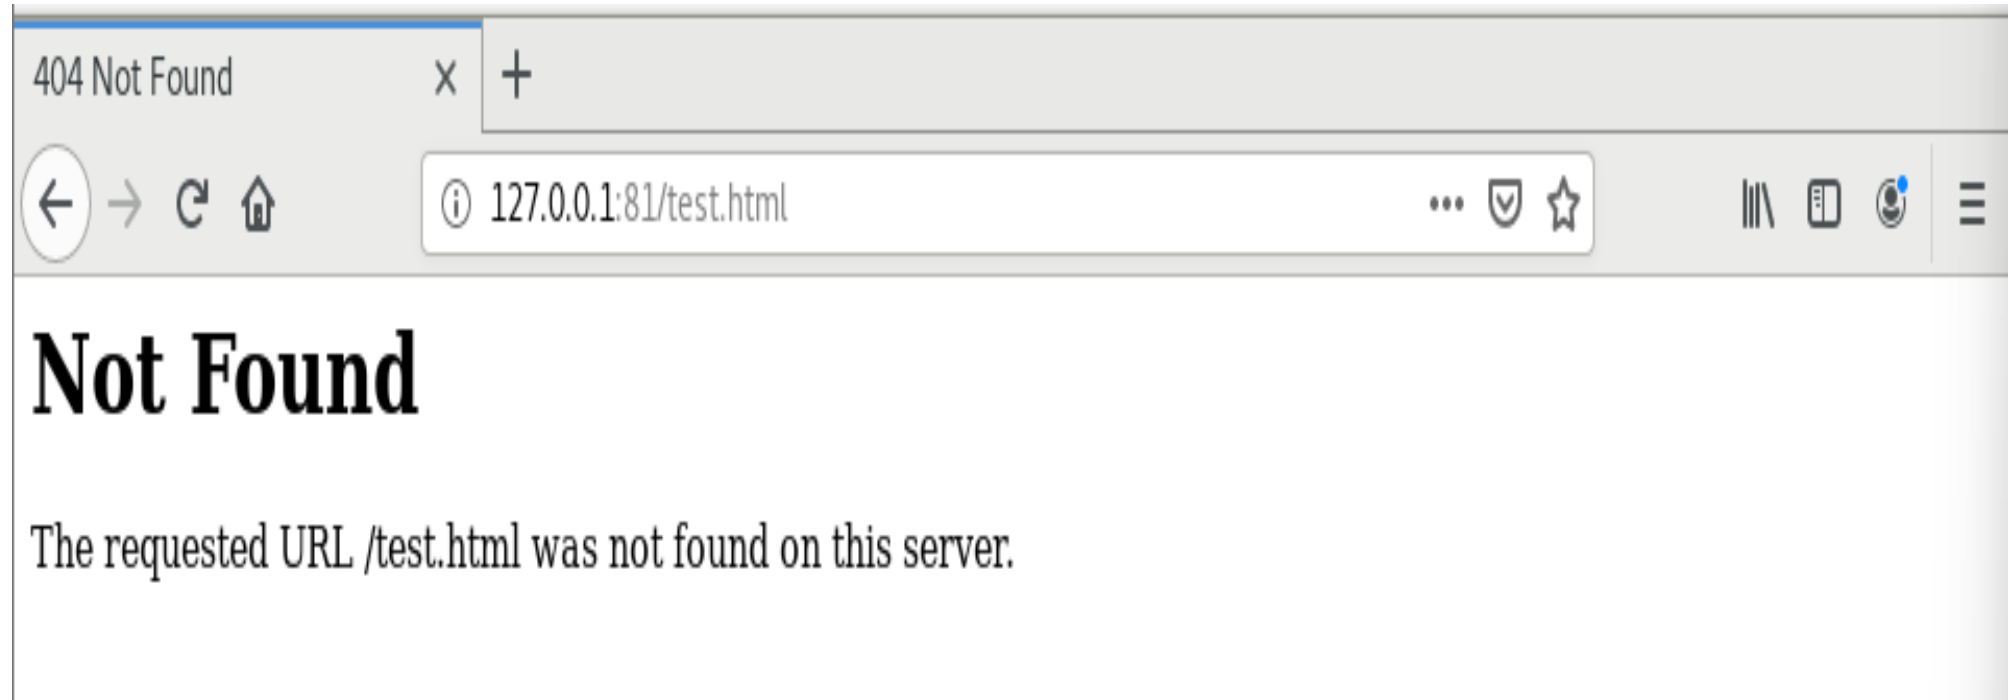 404 Not Found
127.0.0.1:81/test.html
Not Found
The requested URL /test.html was not found on this server.